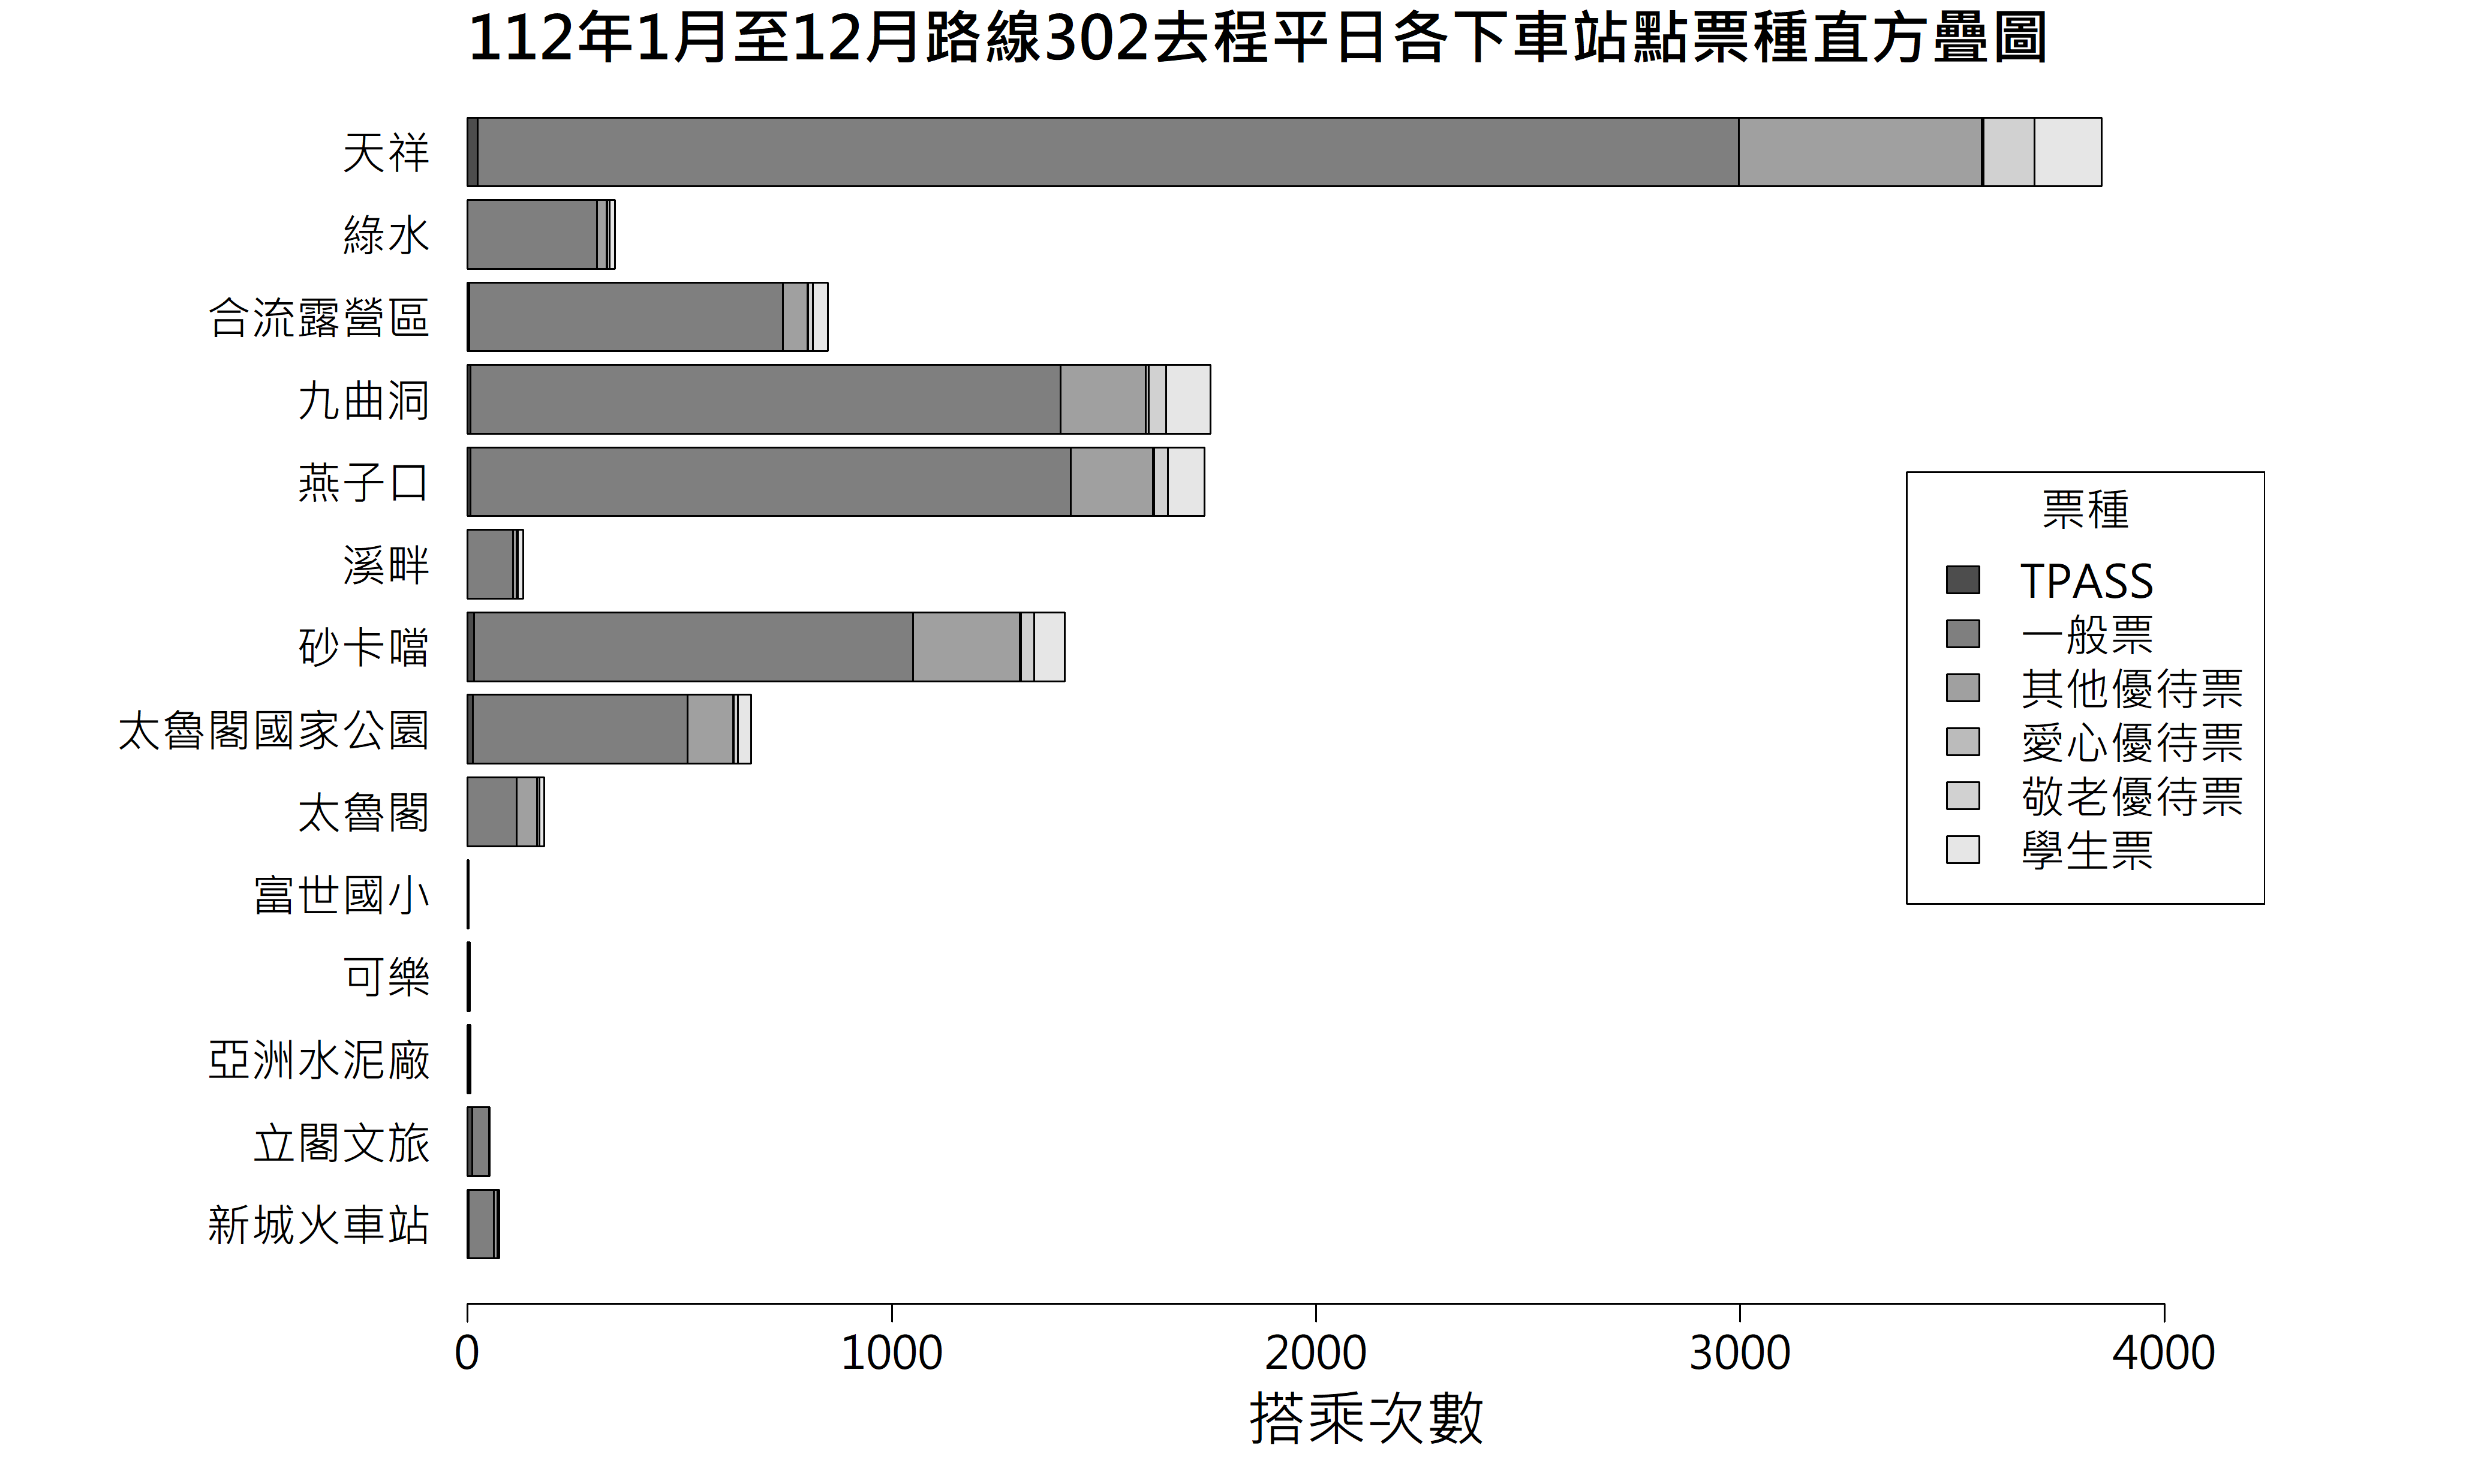 112年1月至12月路線302去程平日各下車站點票種直方疊圖
天祥
綠水
合流露營區
九曲洞
燕子口
溪畔
砂卡噹
太魯閣國家公園
太魯閣
富世國小
可樂
亞洲水泥廠
立閣文旅
新城火車站
票種
TPASS
一般票
其他優待票
愛心優待票
敬老優待票
學生票
0 1000 2000 3000 4000
搭乘次數